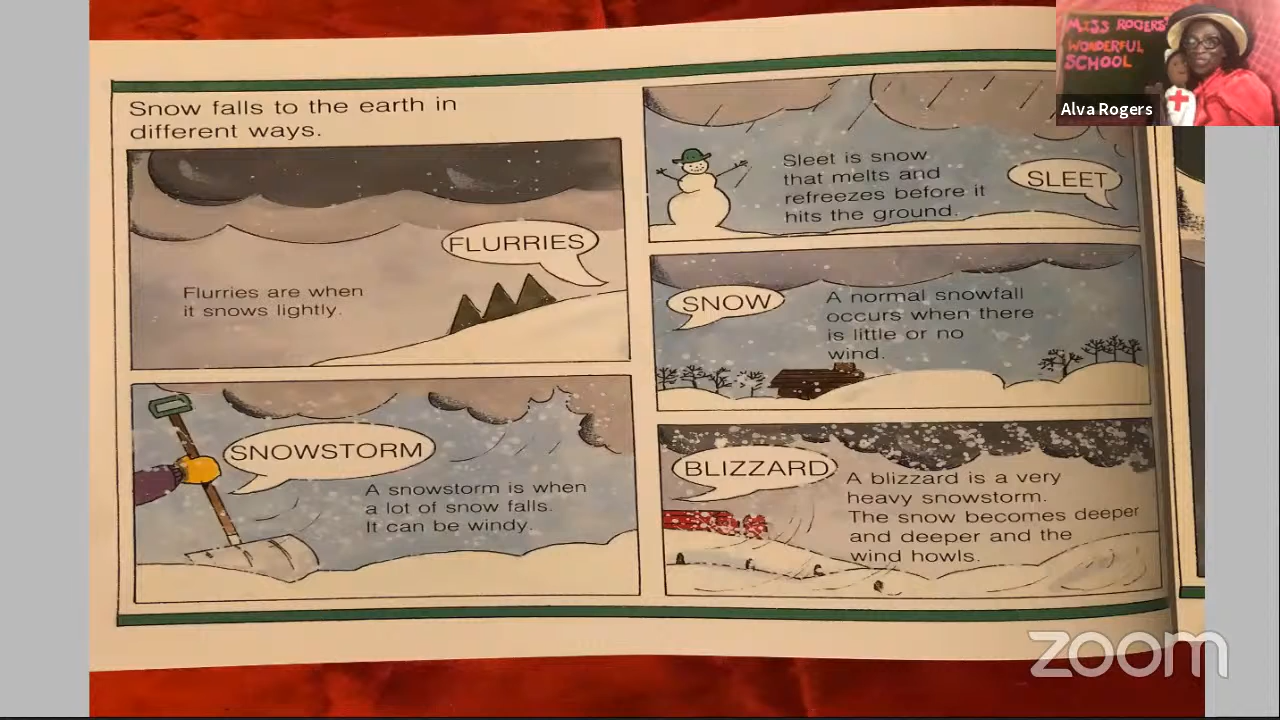 Snow falls to the earth in
different ways.
FLURRIES
Flurries are when
it snows lightly.
SNOWSTORM
A snowstorm is when
a lot of snow falls.
It can be windy.
Sleet is snow
that melts and
refreezes before it
hits the ground.
SLEET
SNOW
A normal snowfall
occurs when there
is little or no
wind.
BLIZZARD
A blizzard is a very
heavy snowstorm.
The snow becomes deeper
and deeper and the
wind howls.
MISS ROGERS'
WONDERFUL
SCHOOL
Alva Rogers
zoom